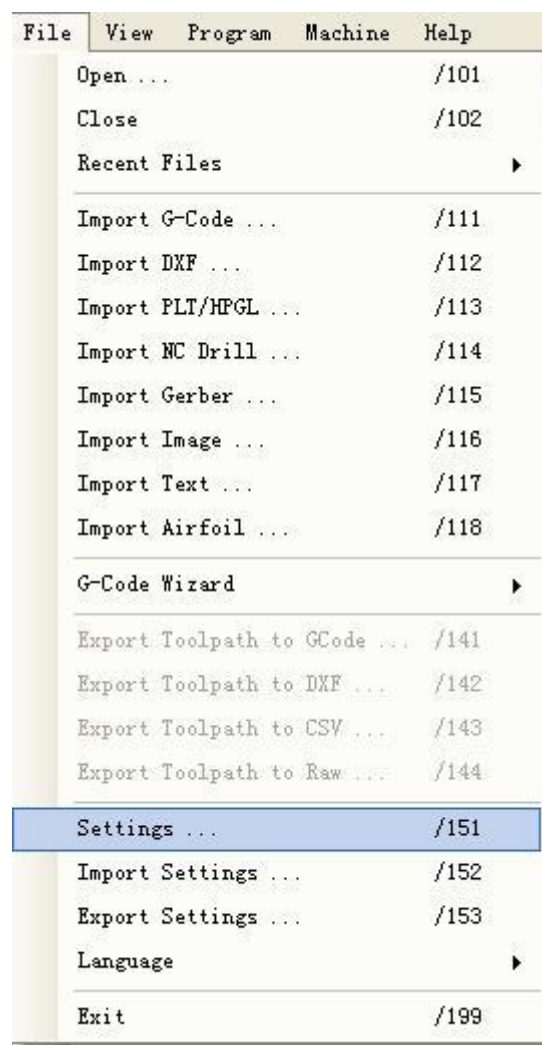 File View Program Machine Help
Open ... /101
Close /102
Recent Files
Import G-Code ... /111
Import DXF ... /112
Import PLT/HPGL ... /113
Import NC Drill ... /114
Import Gerber ... /115
Import Image ... /116
Import Text ... /117
Import Airfoil ... /118
G-Code Wizard
Export Toolpath to GCode ... /141
Export Toolpath to DXF ... /142
Export Toolpath to CSV ... /143
Export Toolpath to Raw ... /144
Settings ... /151
Import Settings ... /152
Export Settings ... /153
Language
Exit /199